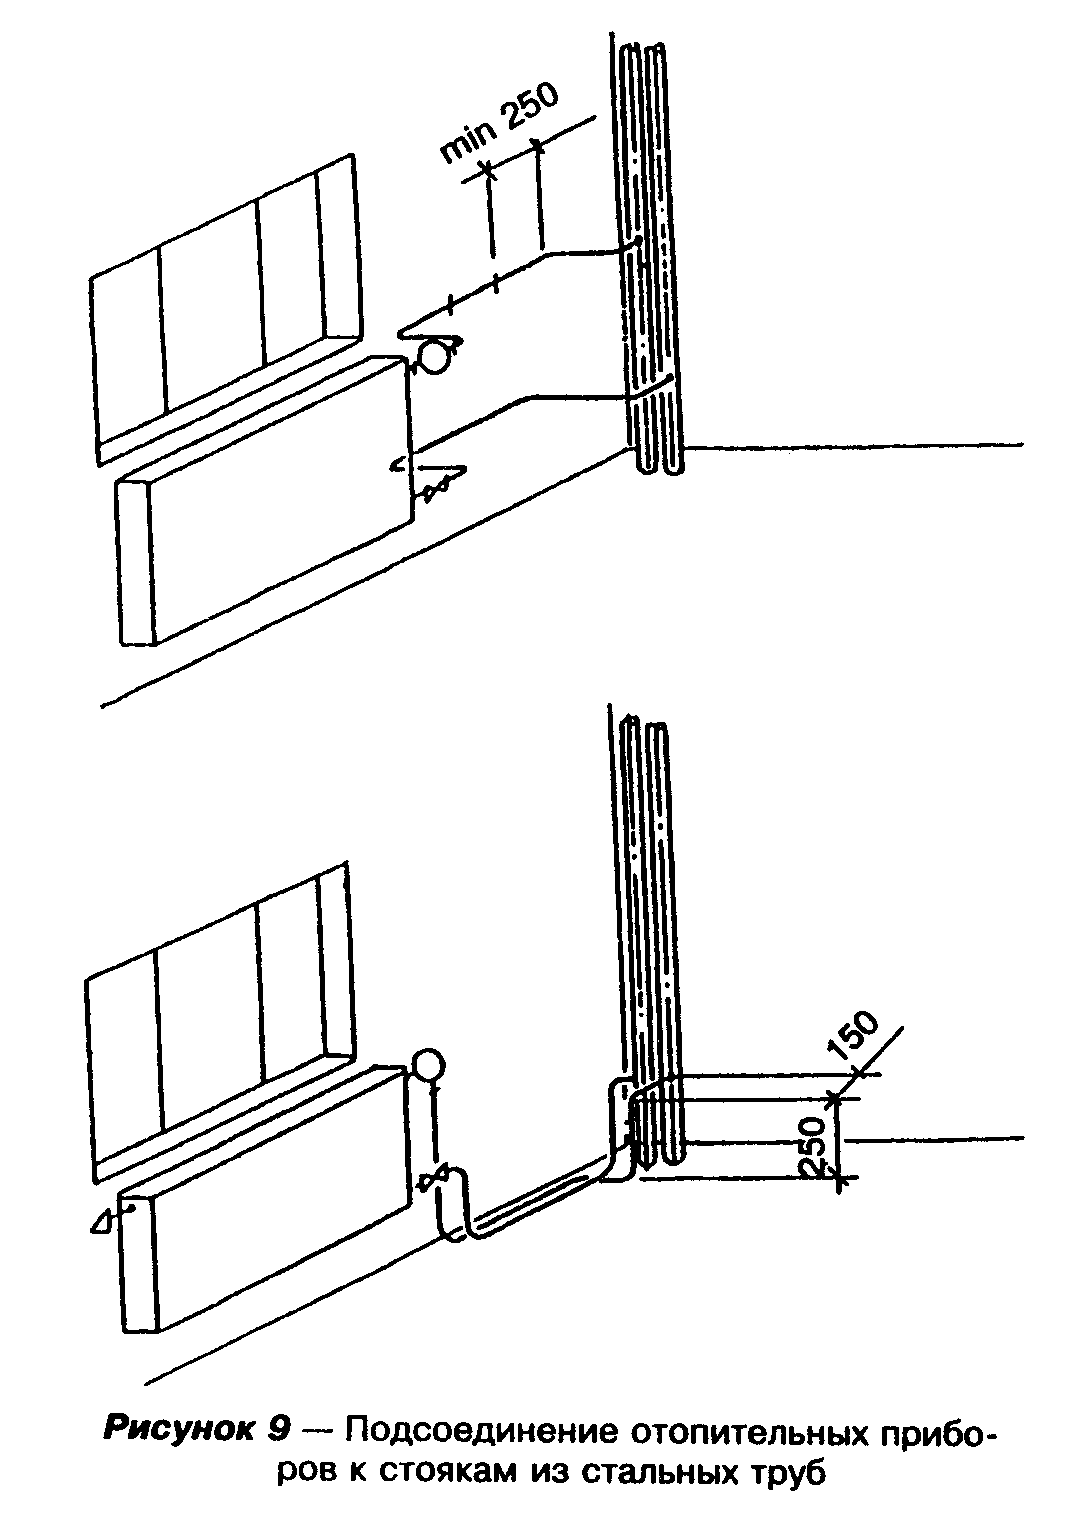 min 250
150
250
Рисунок 9 — Подсоединение отопительных прибо-
ров к стоякам из стальных труб